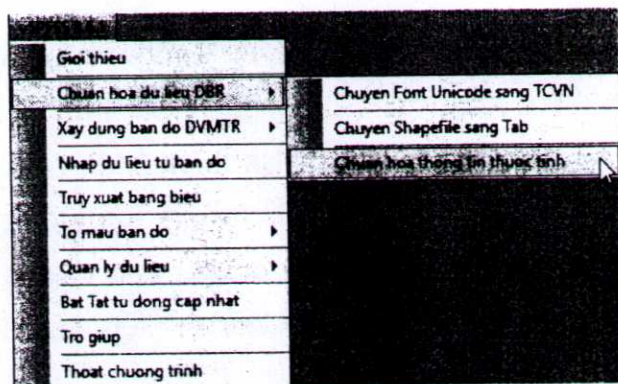 Gioi thieu
Chuan hoa du lieu DBR
Xay dung ban do DVMTR
Nhap du lieu tu ban do
Truy xuat bang bieu
To mau ban do
Quan ly du lieu
Bat Tat tu dong cap nhat
Tro giup
Thoat chuong trinh
Chuyen Font Unicode sang TCVN
Chuyen Shapefile sang Tab
Chuan hoa thong tin thuoc tinh